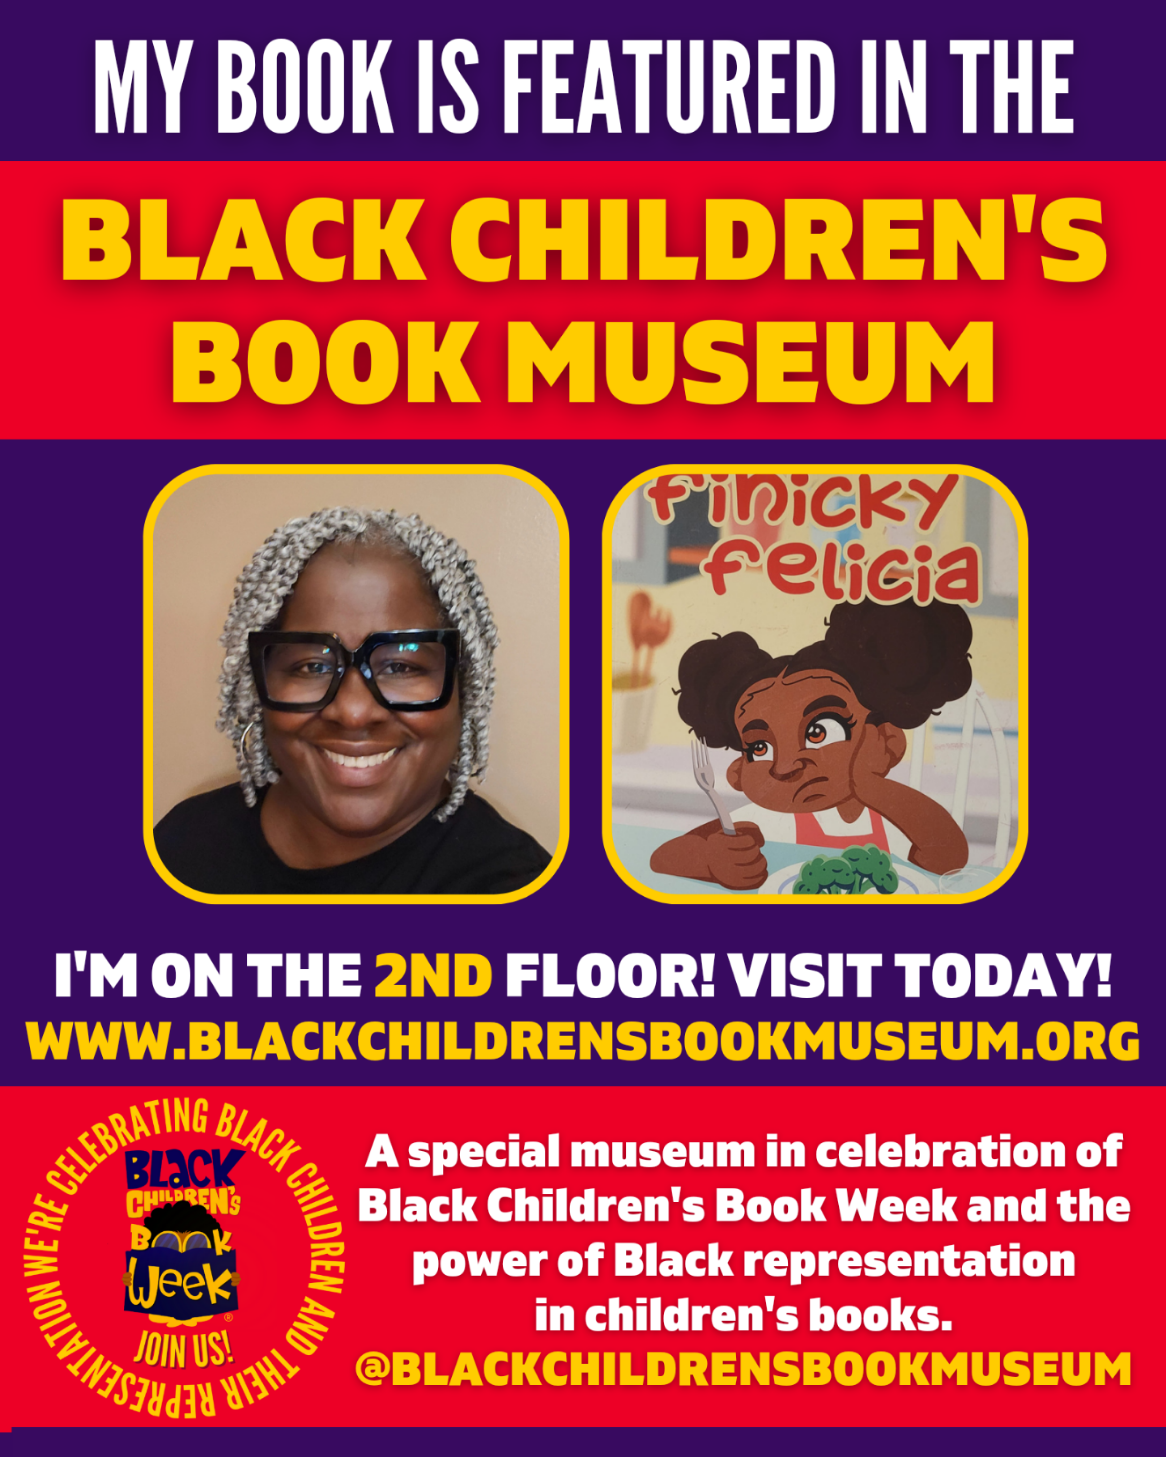 MY BOOK IS FEATURED IN THE
BLACK CHILDREN'S
BOOK MUSEUM
finicky
felicia
I'M ON THE 2ND FLOOR! VISIT TODAY!
WWW.BLACKCHILDRENSBOOKMUSEUM.ORG
WE'RE CELEBRATING BLACK CHILDREN AND THEIR REPRESENTATION
BLACK
CHILDREN'S
BOOK
Week
®
JOIN US!
A special museum in celebration of
Black Children's Book Week and the
power of Black representation
in children's books.
@BLACKCHILDRENSBOOKMUSEUM